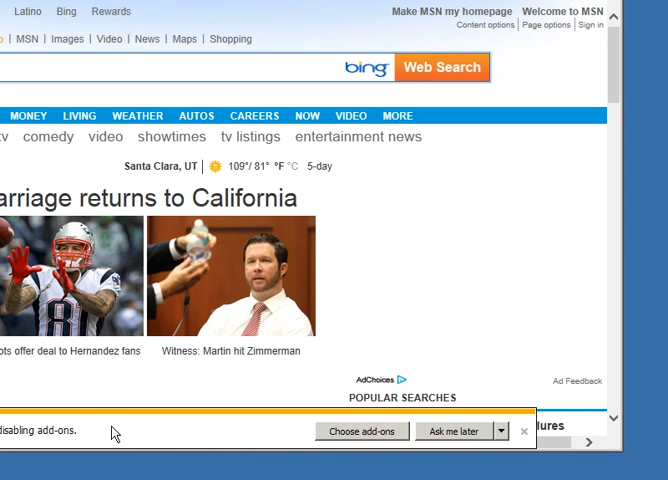 Latino Bing Rewards Make MSN my homepage Welcome to MSN
Content options Page options Sign in
MSN Images Video News Maps Shopping
bing Web Search
MONEY LIVING WEATHER AUTOS CAREERS NOW VIDEO MORE
tv comedy video showtimes tv listings entertainment news
Santa Clara, UT 109°/ 81° °F °C 5-day
arriage returns to California
81
ots offer deal to Hernandez fans Witness: Martin hit Zimmerman
AdChoices Ad Feedback
POPULAR SEARCHES
lures
disabling add-ons. Choose add-ons Ask me later